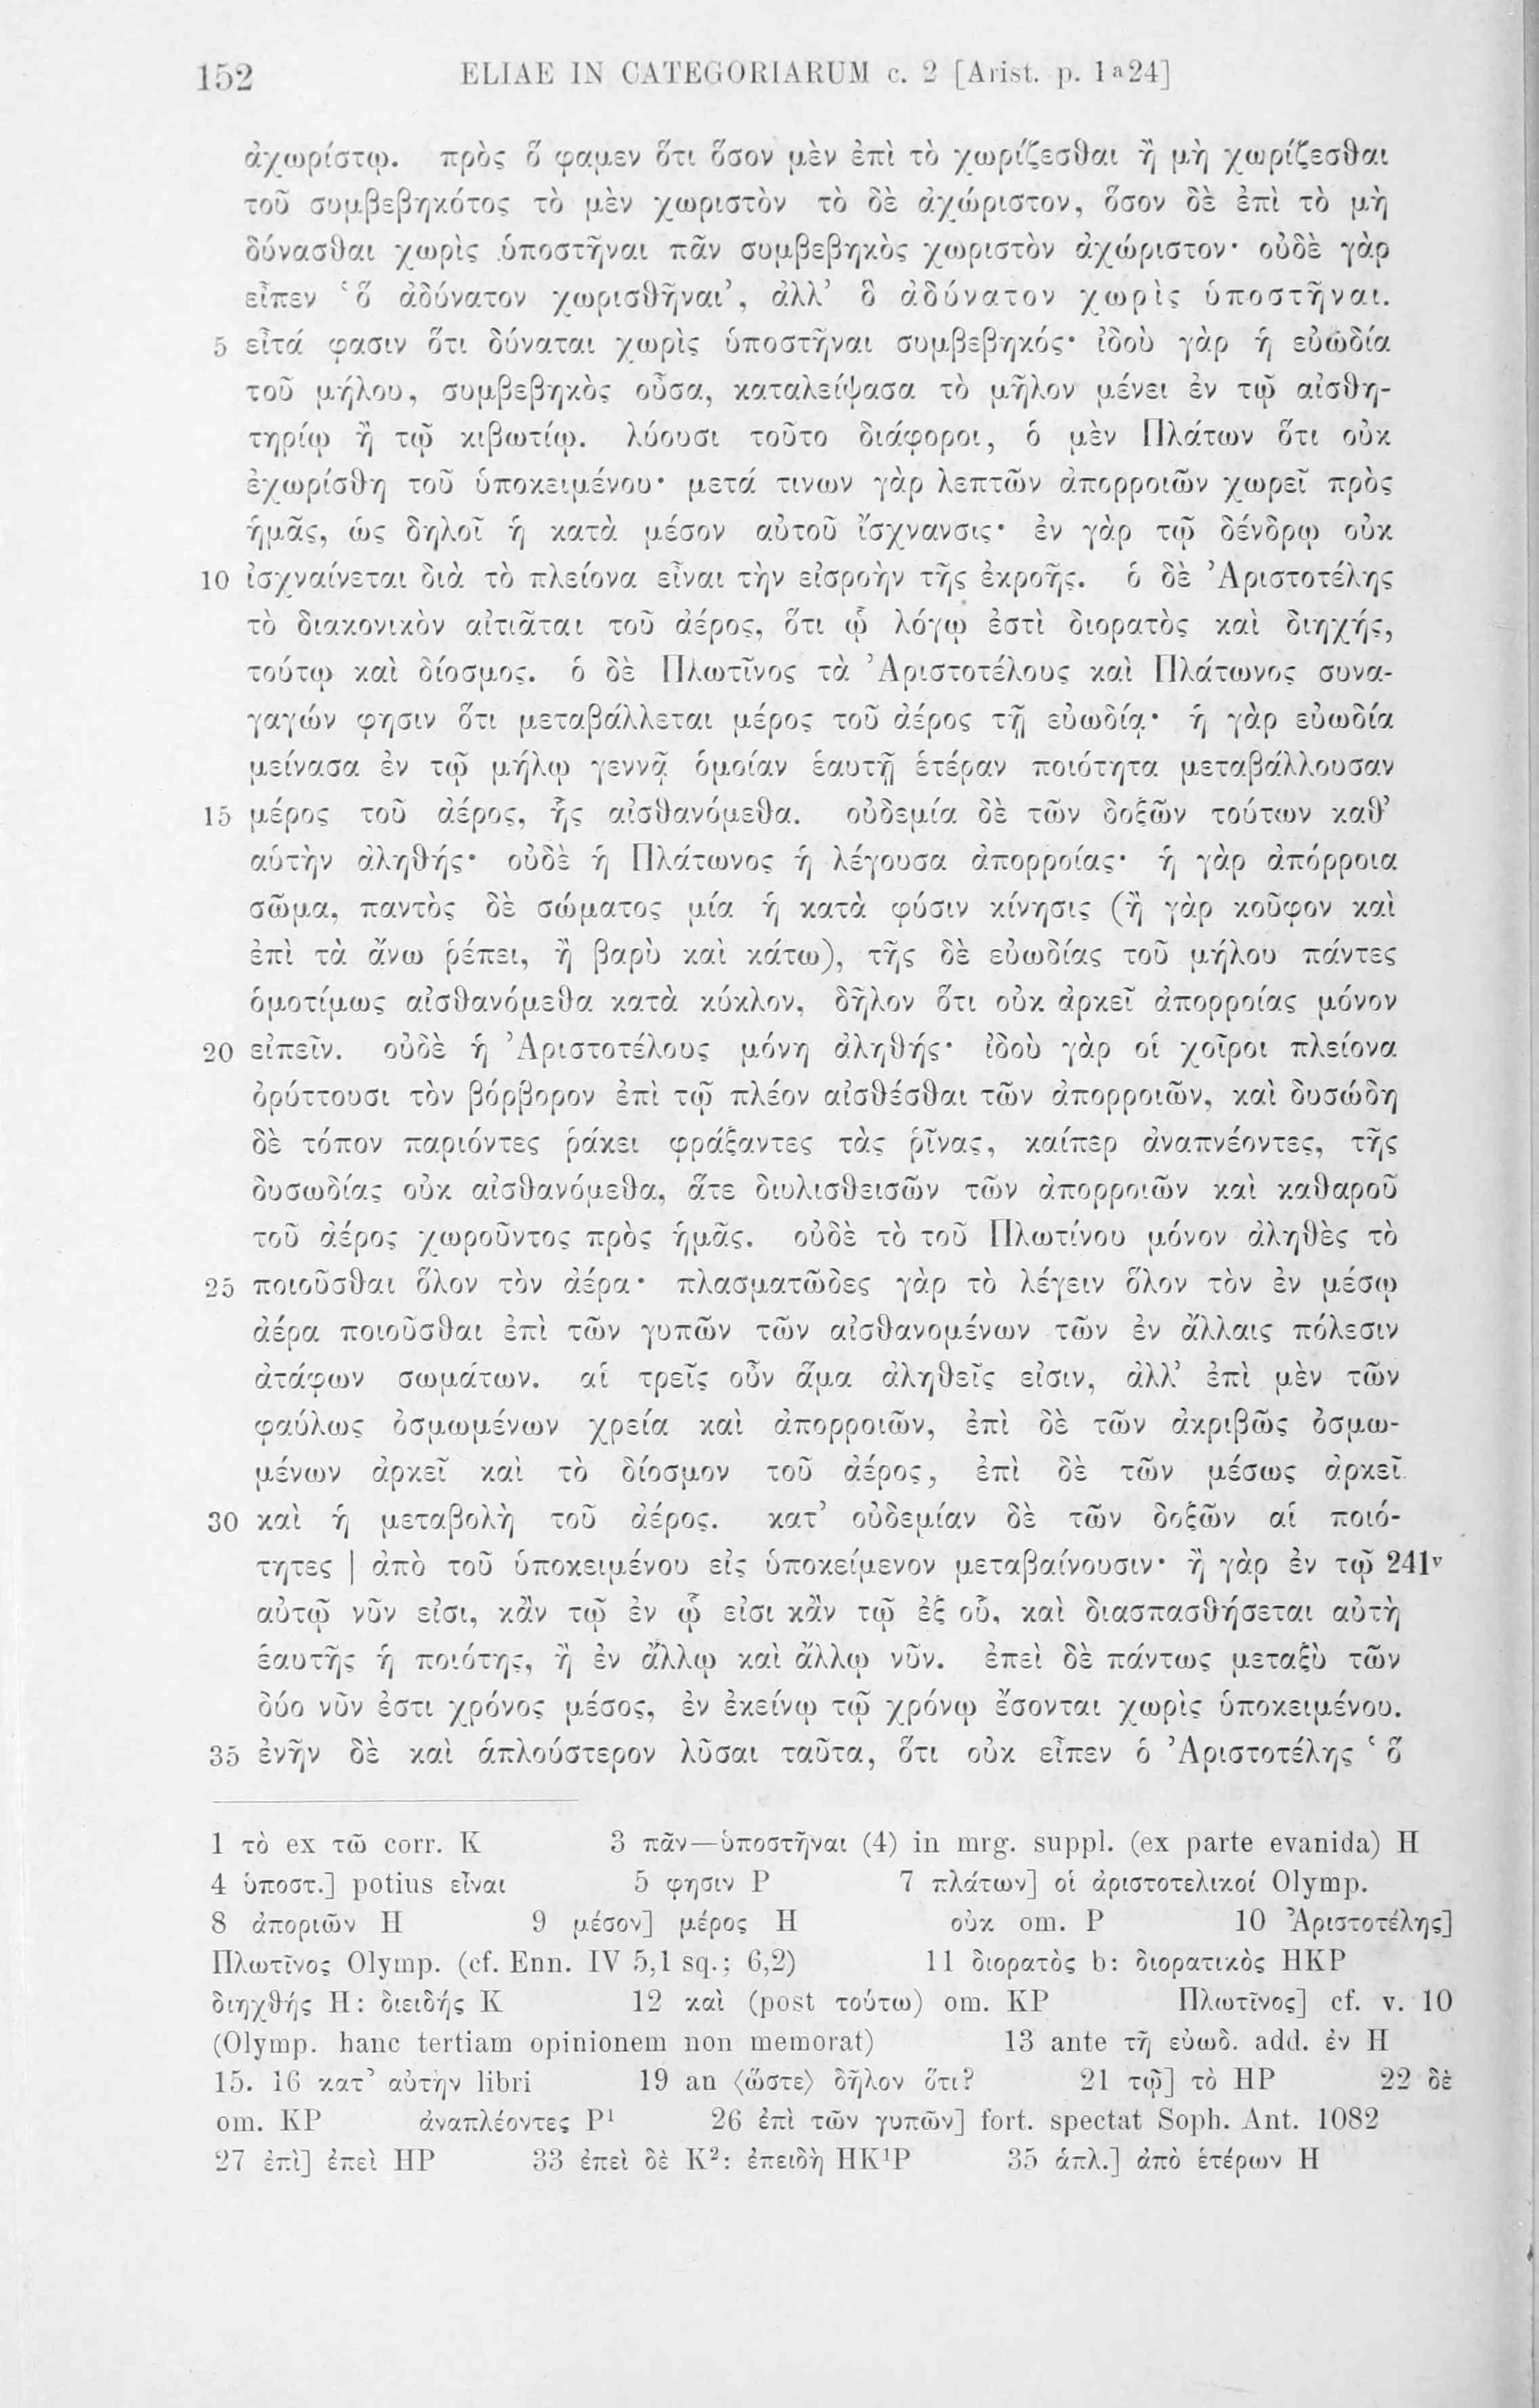 152 ELIAE IN CATEGORIARUM c. 2 [Arist. p. 1ᵃ24]
ἀχωρίστῳ. πρὸς ὅ φαμεν ὅτι ὅσον μὲν ἐπὶ τὸ χωρίζεσθαι ἢ μὴ χωρίζεσθαι
τοῦ συμβεβηκότος τὸ μὲν χωριστὸν τὸ δὲ ἀχώριστον, ὅσον δὲ ἐπὶ τὸ μὴ
δύνασθαι χωρὶς ὑποστῆναι πᾶν συμβεβηκὸς χωριστὸν ἀχώριστον· οὐδὲ γὰρ
εἶπεν ‘ὃ ἀδύνατον χωρισθῆναι’, ἀλλ’ ὃ ἀδύνατον χωρὶς ὑποστῆναι.
5 εἶτά φασιν ὅτι δύναται χωρὶς ὑποστῆναι συμβεβηκός· ἰδοὺ γὰρ ἡ εὐωδία
τοῦ μήλου, συμβεβηκὸς οὖσα, καταλείψασα τὸ μῆλον μένει ἐν τῷ αἰσθη-
τηρίῳ ἢ τῷ κιβωτίῳ. λύουσι τοῦτο διάφοροι, ὁ μὲν Πλάτων ὅτι οὐκ
ἐχωρίσθη τοῦ ὑποκειμένου· μετά τινων γὰρ λεπτῶν ἀπορροιῶν χωρεῖ πρὸς
ἡμᾶς, ὡς δηλοῖ ἡ κατὰ μέσον αὐτοῦ ἴσχνανσις· ἐν γὰρ τῷ δένδρῳ οὐκ
10 ἰσχναίνεται διὰ τὸ πλείονα εἶναι τὴν εἰσροὴν τῆς ἐκροῆς. ὁ δὲ Ἀριστοτέλης
τὸ διακονικὸν αἰτιᾶται τοῦ ἀέρος, ὅτι ᾧ λόγῳ ἐστὶ διορατὸς καὶ διηχής,
τούτῳ καὶ δίοσμος. ὁ δὲ Πλωτῖνος τὰ Ἀριστοτέλους καὶ Πλάτωνος συνα-
γαγών φησιν ὅτι μεταβάλλεται μέρος τοῦ ἀέρος τῇ εὐωδίᾳ· ἡ γὰρ εὐωδία
μείνασα ἐν τῷ μήλῳ γεννᾷ ὁμοίαν ἑαυτῇ ἑτέραν ποιότητα μεταβάλλουσαν
15 μέρος τοῦ ἀέρος, ἧς αἰσθανόμεθα. οὐδεμία δὲ τῶν δοξῶν τούτων καθ’
αὑτὴν ἀληθής· οὐδὲ ἡ Πλάτωνος ἡ λέγουσα ἀπορροίας· ἡ γὰρ ἀπόρροια
σῶμα, παντὸς δὲ σώματος μία ἡ κατὰ φύσιν κίνησις (ἢ γὰρ κοῦφον καὶ
ἐπὶ τὰ ἄνω ῥέπει, ἢ βαρὺ καὶ κάτω), τῆς δὲ εὐωδίας τοῦ μήλου πάντες
ὁμοτίμως αἰσθανόμεθα κατὰ κύκλον, δῆλον ὅτι οὐκ ἀρκεῖ ἀπορροίας μόνον
20 εἰπεῖν. οὐδὲ ἡ Ἀριστοτέλους μόνη ἀληθής· ἰδοὺ γὰρ οἱ χοῖροι πλείονα
ὀρύττουσι τὸν βόρβορον ἐπὶ τῷ πλέον αἰσθέσθαι τῶν ἀπορροιῶν, καὶ δυσώδη
δὲ τόπον παριόντες ῥάκει φράξαντες τὰς ῥῖνας, καίπερ ἀναπνέοντες, τῆς
δυσωδίας οὐκ αἰσθανόμεθα, ἅτε διυλισθεισῶν τῶν ἀπορροιῶν καὶ καθαροῦ
τοῦ ἀέρος χωροῦντος πρὸς ἡμᾶς. οὐδὲ τὸ τοῦ Πλωτίνου μόνον ἀληθὲς τὸ
25 ποιοῦσθαι ὅλον τὸν ἀέρα· πλασματῶδες γὰρ τὸ λέγειν ὅλον τὸν ἐν μέσῳ
ἀέρα ποιοῦσθαι ἐπὶ τῶν γυπῶν τῶν αἰσθανομένων τῶν ἐν ἄλλαις πόλεσιν
ἀτάφων σωμάτων. αἱ τρεῖς οὖν ἅμα ἀληθεῖς εἰσιν, ἀλλ’ ἐπὶ μὲν τῶν
φαύλως ὀσμωμένων χρεία καὶ ἀπορροιῶν, ἐπὶ δὲ τῶν ἀκριβῶς ὀσμω-
μένων ἀρκεῖ καὶ τὸ δίοσμον τοῦ ἀέρος, ἐπὶ δὲ τῶν μέσως ἀρκεῖ
30 καὶ ἡ μεταβολὴ τοῦ ἀέρος. κατ’ οὐδεμίαν δὲ τῶν δοξῶν αἱ ποιό-
τητες | ἀπὸ τοῦ ὑποκειμένου εἰς ὑποκείμενον μεταβαίνουσιν· ἢ γὰρ ἐν τῷ 241ᵛ
αὐτῷ νῦν εἰσι, κἂν τῷ ἐν ᾧ εἰσι κἂν τῷ ἐξ οὗ, καὶ διασπασθήσεται αὐτὴ
ἑαυτῆς ἡ ποιότης, ἢ ἐν ἄλλῳ καὶ ἄλλῳ νῦν. ἐπεὶ δὲ πάντως μεταξὺ τῶν
δύο νῦν ἐστι χρόνος μέσος, ἐν ἐκείνῳ τῷ χρόνῳ ἔσονται χωρὶς ὑποκειμένου.
35 ἐνῆν δὲ καὶ ἁπλούστερον λῦσαι ταῦτα, ὅτι οὐκ εἶπεν ὁ Ἀριστοτέλης ‘ὃ
1 τὸ ex τῶ corr. K 3 πᾶν—ὑποστῆναι (4) in mrg. suppl. (ex parte evanida) H
4 ὑποστ.] potius εἶναι 5 φησιν P 7 πλάτων] οἱ ἀριστοτελικοί Olymp.
8 ἀποριῶν H 9 μέσον] μέρος H οὐκ om. P 10 Ἀριστοτέλης]
Πλωτῖνος Olymp. (cf. Enn. IV 5,1 sq.; 6,2) 11 διορατὸς b: διορατικὸς HKP
διηχθής H: διειδής K 12 καὶ (post τούτω) om. KP Πλωτῖνος] cf. v. 10
(Olymp. hanc tertiam opinionem non memorat) 13 ante τῆ εὐωδ. add. ἐν H
15. 16 κατ’ αὐτὴν libri 19 an ⟨ὥστε⟩ δῆλον ὅτι? 21 τῷ] τὸ HP 22 δὲ
om. KP ἀναπλέοντες P¹ 26 ἐπὶ τῶν γυπῶν] fort. spectat Soph. Ant. 1082
27 ἐπὶ] ἐπεὶ HP 33 ἐπεὶ δὲ K²: ἐπειδὴ HK¹P 35 ἁπλ.] ἀπὸ ἑτέρων H